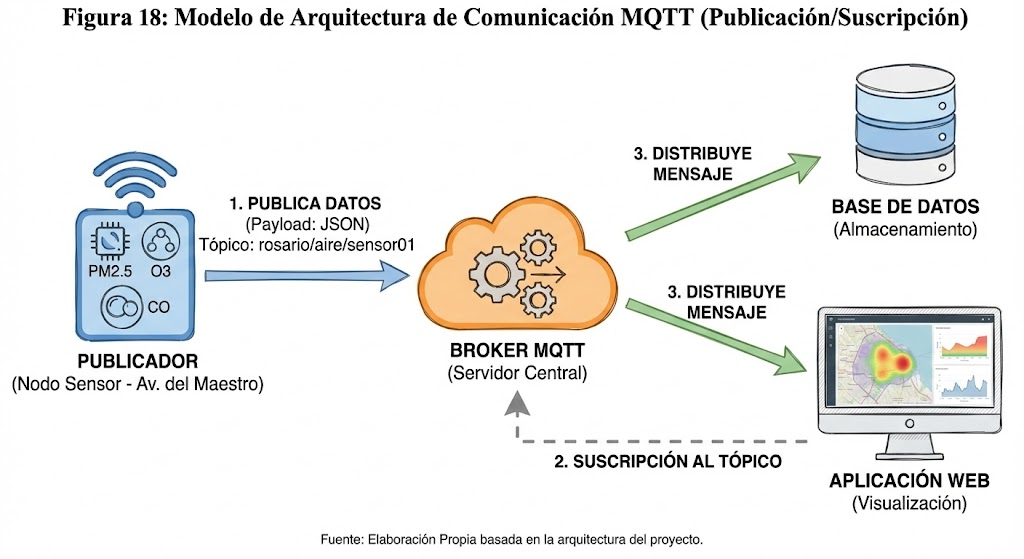 Figura 18: Modelo de Arquitectura de Comunicación MQTT (Publicación/Suscripción)
1. PUBLICA DATOS
(Payload: JSON)
Tópico: rosario/aire/sensor01
PM2.5
O3
CO
PUBLICADOR
(Nodo Sensor - Av. del Maestro)
BROKER MQTT
(Servidor Central)
3. DISTRIBUYE
MENSAJE
BASE DE DATOS
(Almacenamiento)
3. DISTRIBUYE
MENSAJE
2. SUSCRIPCIÓN AL TÓPICO
APLICACIÓN WEB
(Visualización)
Fuente: Elaboración Propia basada en la arquitectura del proyecto.